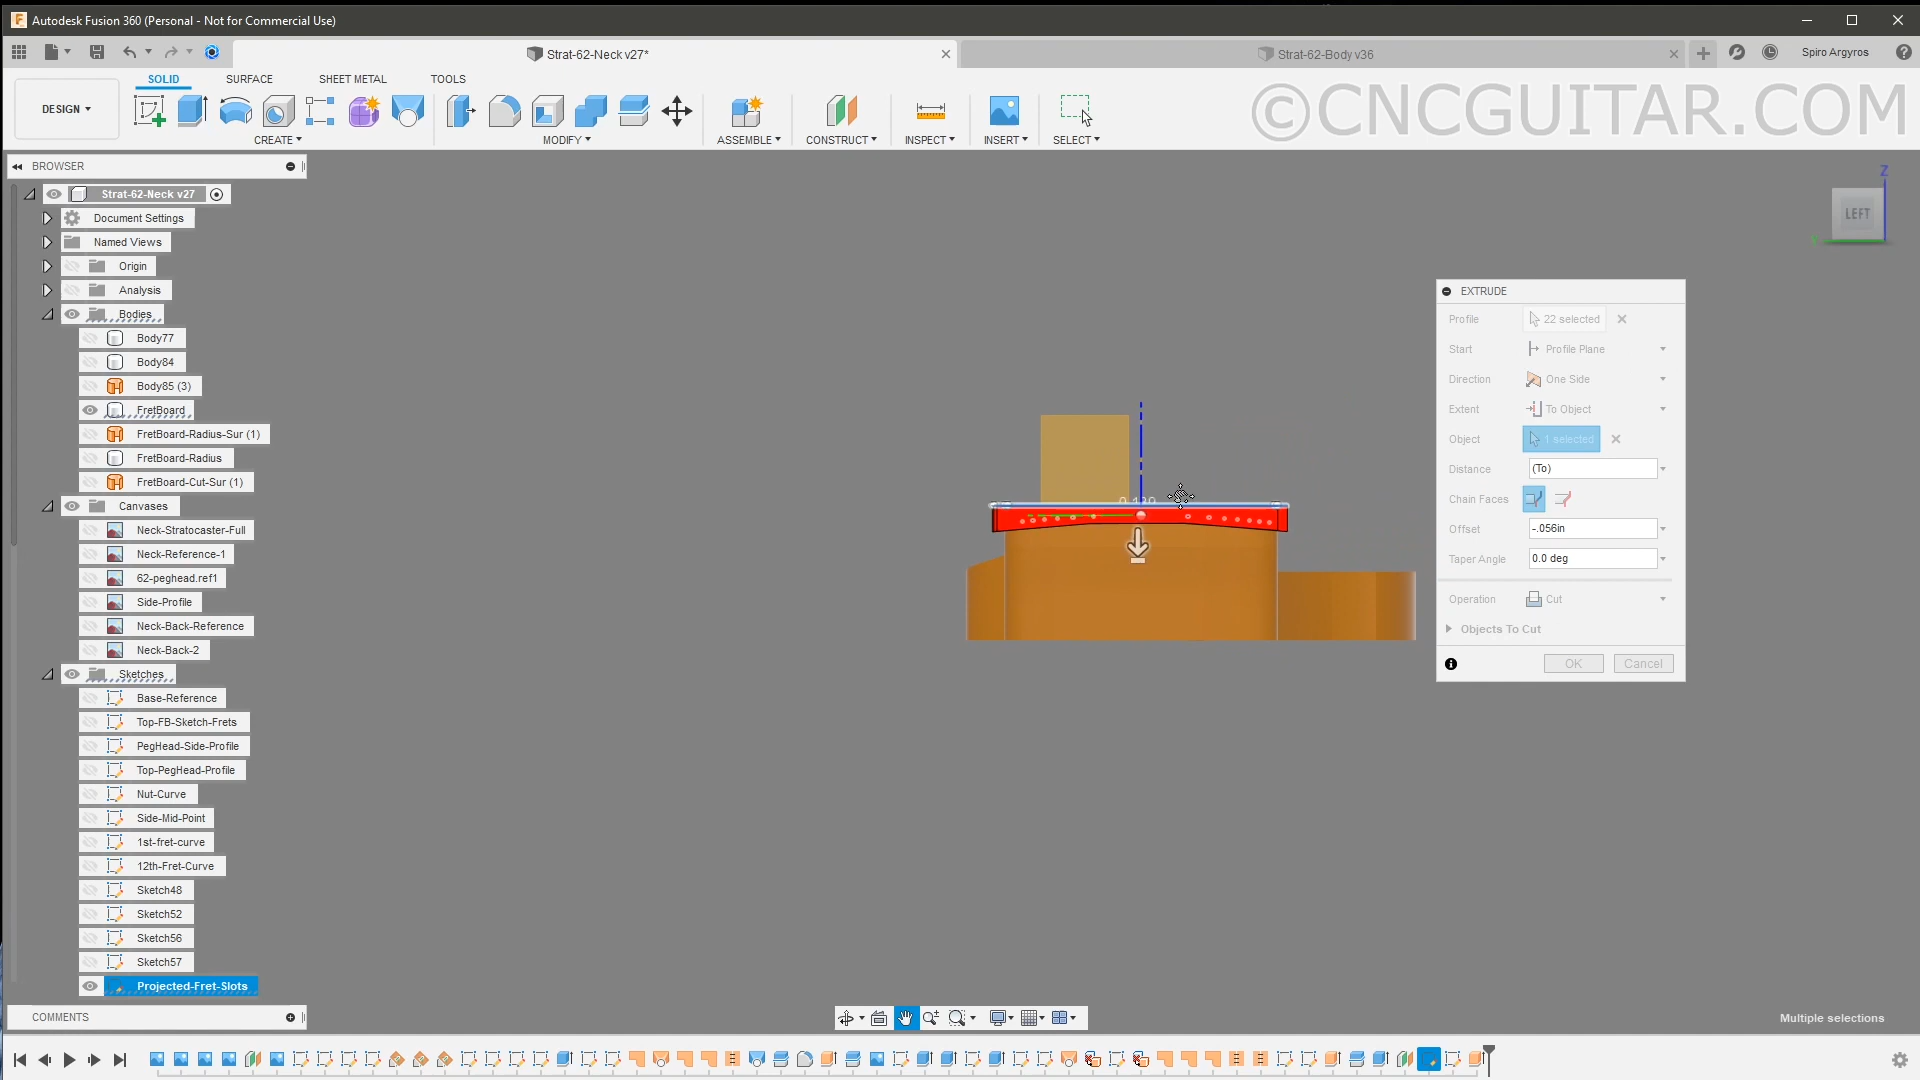 Autodesk Fusion 360 (Personal - Not for Commercial Use)
Strat-62-Neck v27*
Strat-62-Body v36
Spiro Argyros
DESIGN
SOLID
SURFACE
SHEET METAL
TOOLS
CREATE
MODIFY
ASSEMBLE
CONSTRUCT
INSPECT
INSERT
SELECT
©CNCGUITAR.COM
BROWSER
Strat-62-Neck v27
Document Settings
Named Views
Origin
Analysis
Bodies
Body77
Body84
Body85 (3)
FretBoard
FretBoard-Radius-Sur (1)
FretBoard-Radius
FretBoard-Cut-Sur (1)
Canvases
Neck-Stratocaster-Full
Neck-Reference-1
62-peghead.ref1
Side-Profile
Neck-Back-Reference
Neck-Back-2
Sketches
Base-Reference
Top-FB-Sketch-Frets
PegHead-Side-Profile
Top-PegHead-Profile
Nut-Curve
Side-Mid-Point
1st-fret-curve
12th-Fret-Curve
Sketch48
Sketch52
Sketch56
Sketch57
Projected-Fret-Slots
COMMENTS
Z
LEFT
EXTRUDE
Profile 22 selected
Start Profile Plane
Direction One Side
Extent To Object
Object 1 selected
Distance (To)
Chain Faces
Offset -.056in
Taper Angle 0.0 deg
Operation Cut
Objects To Cut
OK Cancel
Multiple selections